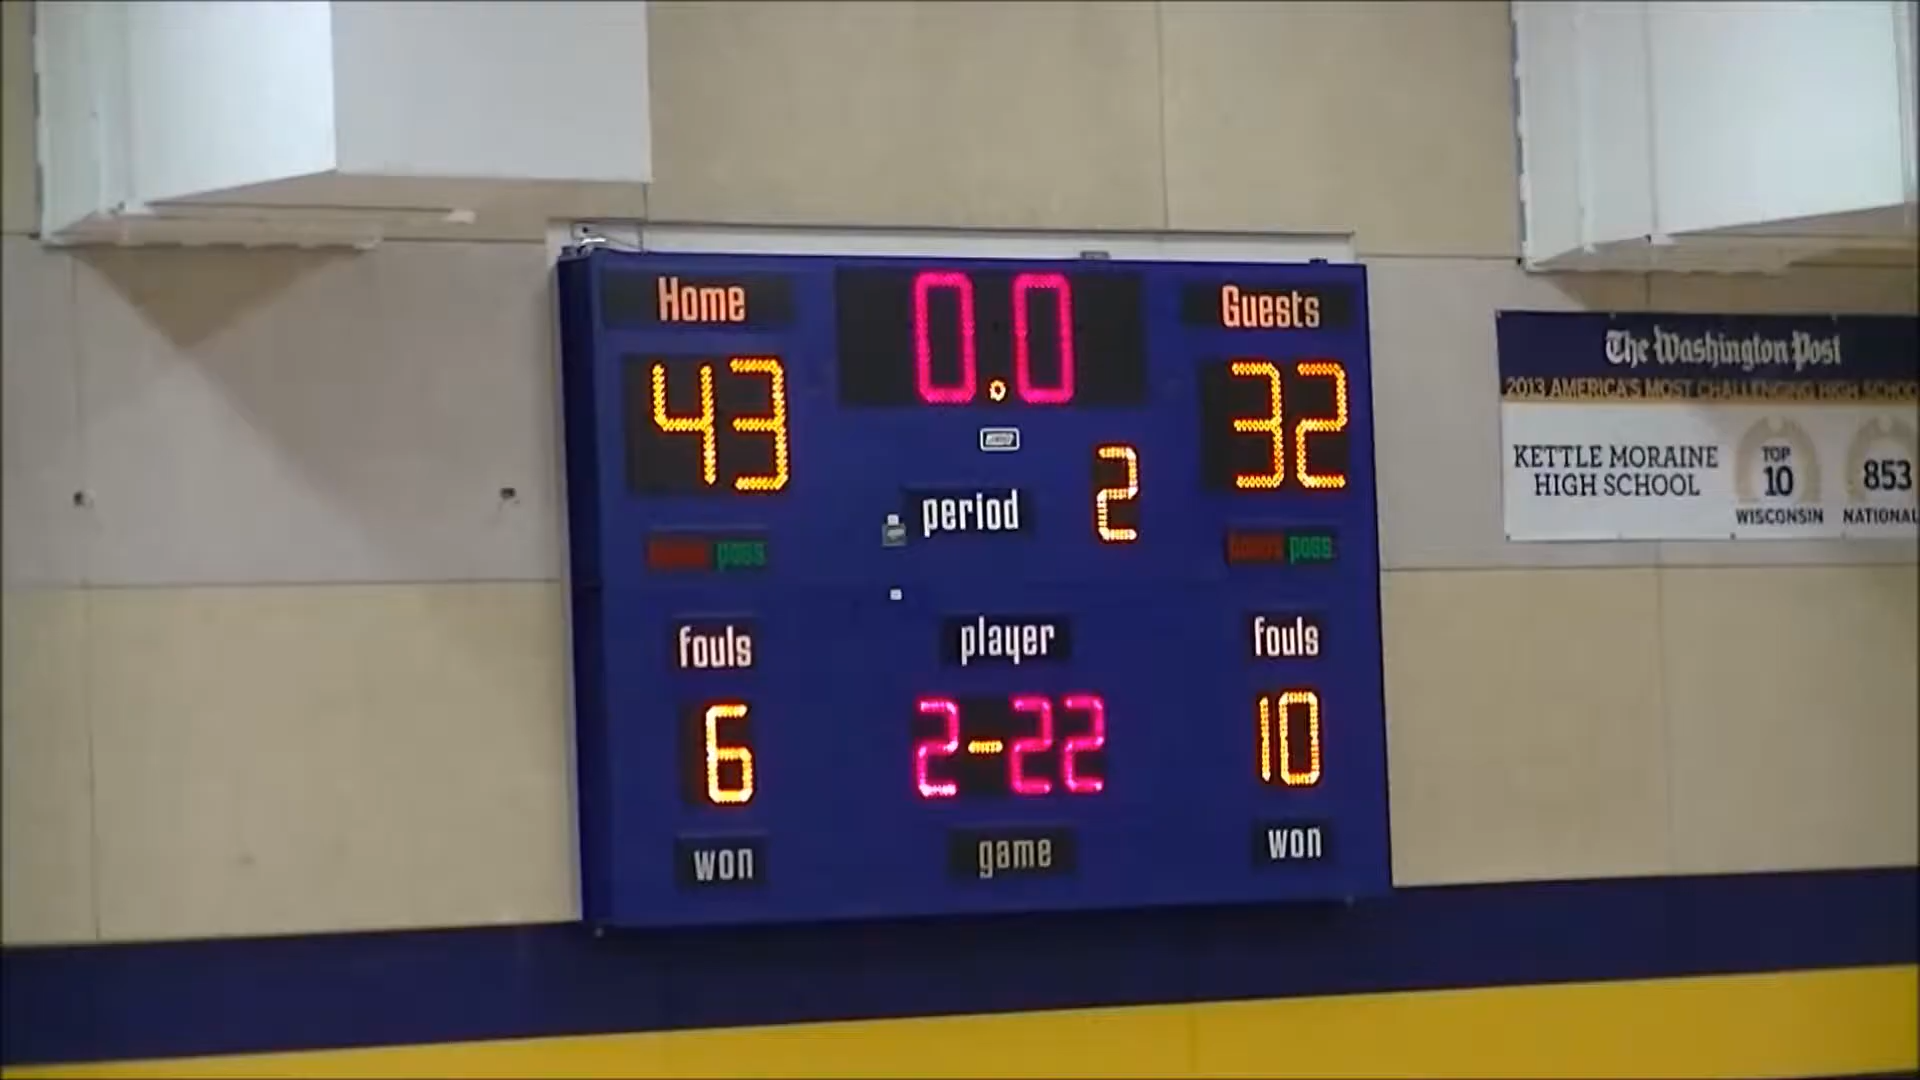 Home 0.0 Guests
43 32
period 2
poss poss.
fouls player fouls
6 2-22 10
won game won
The Washington Post
2013 AMERICA'S MOST CHALLENGING HIGH SCHOO
KETTLE MORAINE
HIGH SCHOOL
TOP
10
WISCONSIN
853
NATIONAL